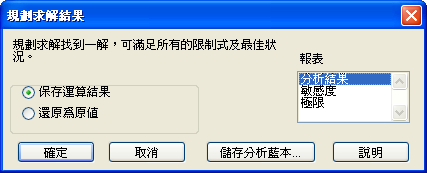 規劃求解結果
規劃求解找到一解，可滿足所有的限制式及最佳狀
況。
報表
分析結果
敏感度
極限
保存運算結果
還原為原值
確定
取消
儲存分析藍本...
說明